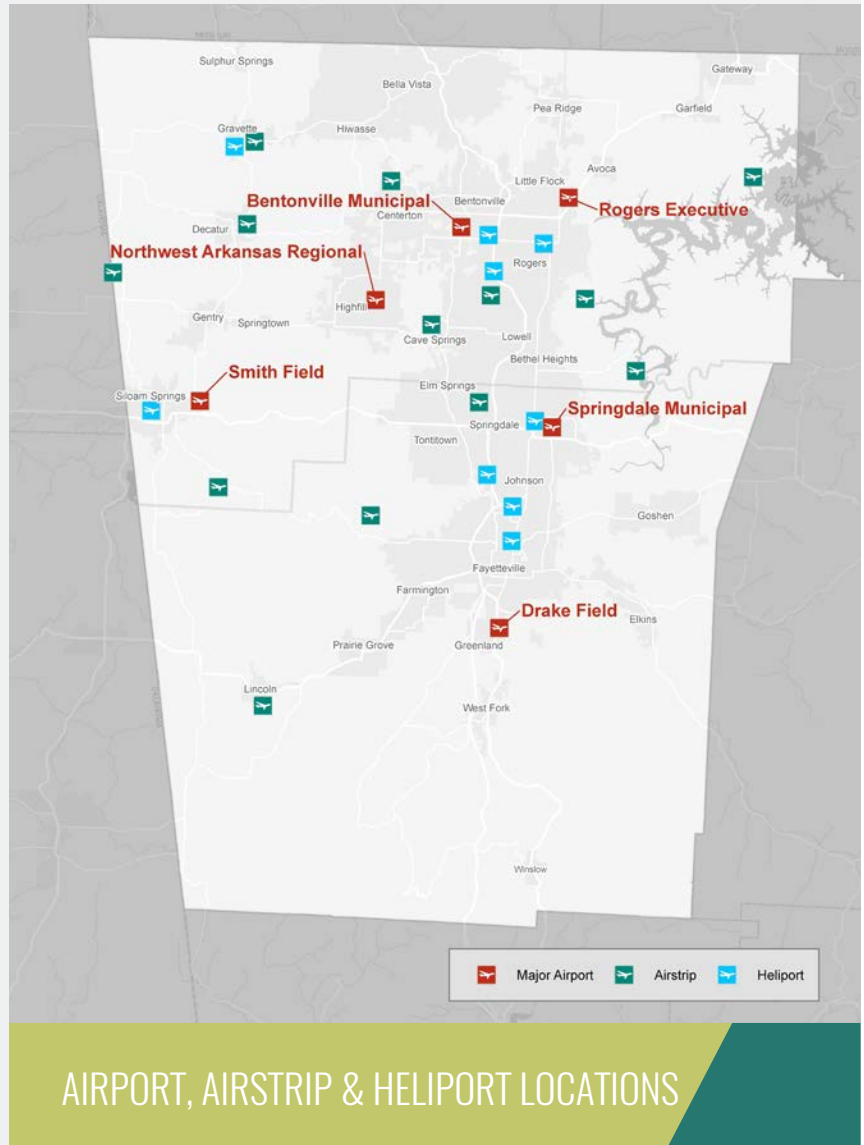 Sulphur Springs
Gateway
Bella Vista
Pea Ridge
Garfield
Gravette
Hiwasse
Avoca
Little Flock
Bentonville Municipal
Bentonville
Rogers Executive
Centerton
Decatur
Northwest Arkansas Regional
Rogers
Highfill
Gentry
Springtown
Cave Springs
Lowell
Bethel Heights
Smith Field
Elm Springs
Siloam Springs
Springdale Municipal
Springdale
Tontitown
Johnson
Goshen
Fayetteville
Farmington
Drake Field
Elkins
Prairie Grove
Greenland
Lincoln
West Fork
Winslow
Major Airport
Airstrip
Heliport
AIRPORT, AIRSTRIP & HELIPORT LOCATIONS